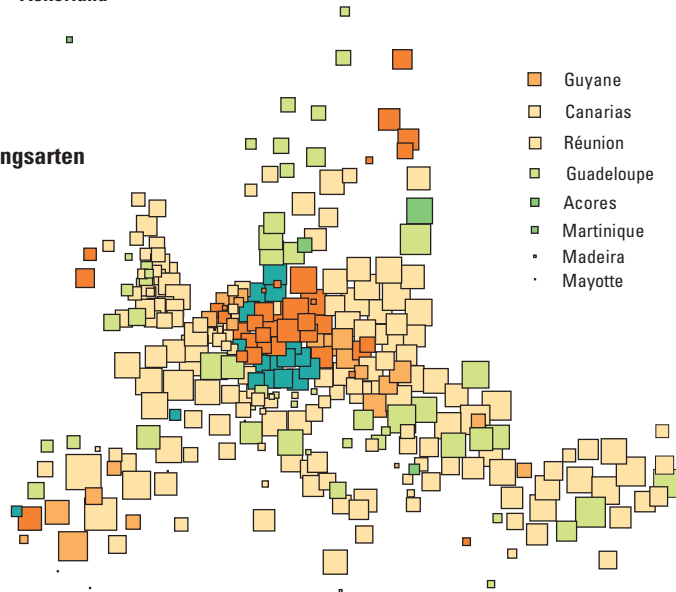 ngsarten
Guyane
Canarias
Réunion
Guadeloupe
Acores
Martinique
Madeira
Mayotte